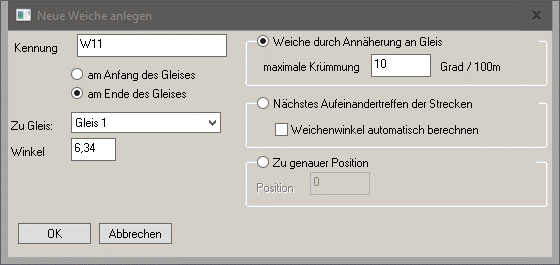 Neue Weiche anlegen
Kennung W11
am Anfang des Gleises
am Ende des Gleises
Zu Gleis: Gleis 1
Winkel 6,34
Weiche durch Annäherung an Gleis
maximale Krümmung 10 Grad / 100m
Nächstes Aufeinandertreffen der Strecken
Weichenwinkel automatisch berechnen
Zu genauer Position
Position 0
OK Abbrechen